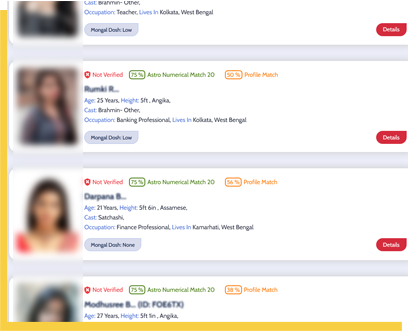 Cast: Brahmin- Other,
Occupation: Teacher, Lives In Kolkata, West Bengal
Mangal Dosh: Low
Details
Not Verified 75 % Astro Numerical Match 20 50 % Profile Match
Rumki R...
Age: 25 Years, Height: 5ft , Angika,
Cast: Brahmin- Other,
Occupation: Banking Professional, Lives In Kolkata, West Bengal
Mangal Dosh: Low
Details
Not Verified 75 % Astro Numerical Match 20 56 % Profile Match
Darpana B...
Age: 21 Years, Height: 5ft 6in , Assamese,
Cast: Satchashi,
Occupation: Finance Professional, Lives In Kamarhati, West Bengal
Mangal Dosh: None
Details
Not Verified 75 % Astro Numerical Match 20 38 % Profile Match
Modhusree B... (ID: FOE6TX)
Age: 27 Years, Height: 5ft 1in , Angika,